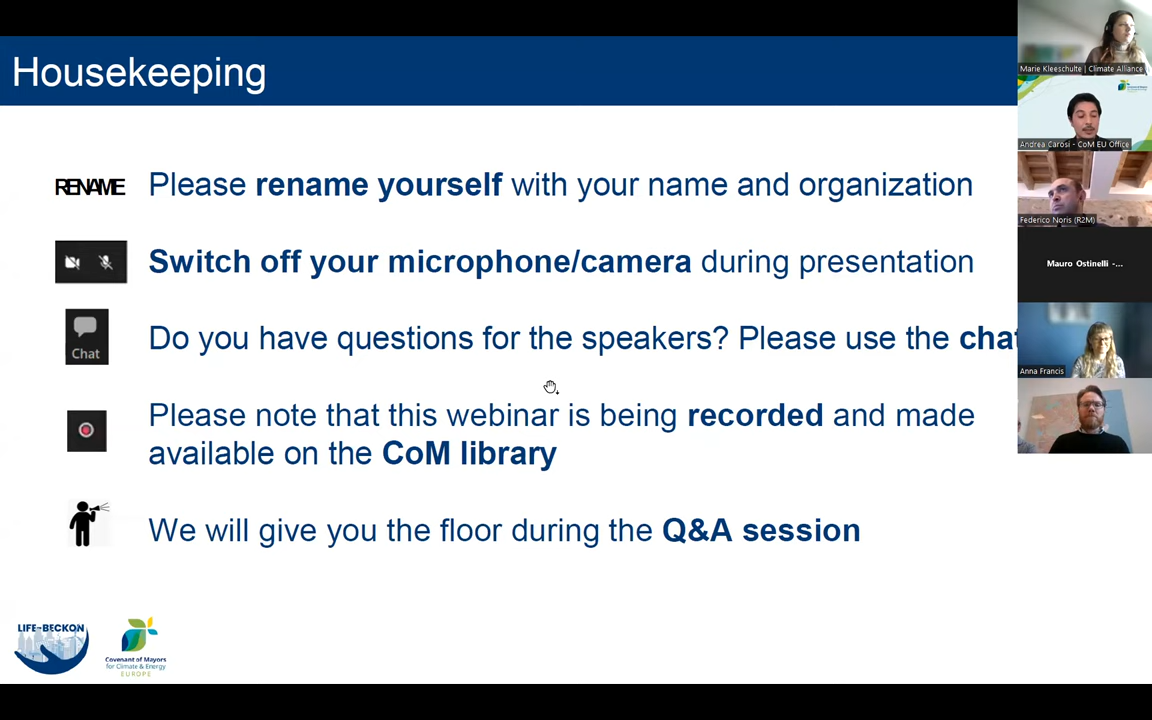 Housekeeping
RENAME
Please rename yourself with your name and organization
Switch off your microphone/camera during presentation
Chat
Do you have questions for the speakers? Please use the chat
Please note that this webinar is being recorded and made
available on the CoM library
We will give you the floor during the Q&A session
LIFE-BECKON
Covenant of Mayors
for Climate & Energy
EUROPE
Marie Kleeschulte | Climate Alliance
Andrea Carosi - CoM EU Office
Federico Noris (R2M)
Mauro Ostinelli -...
Anna Francis